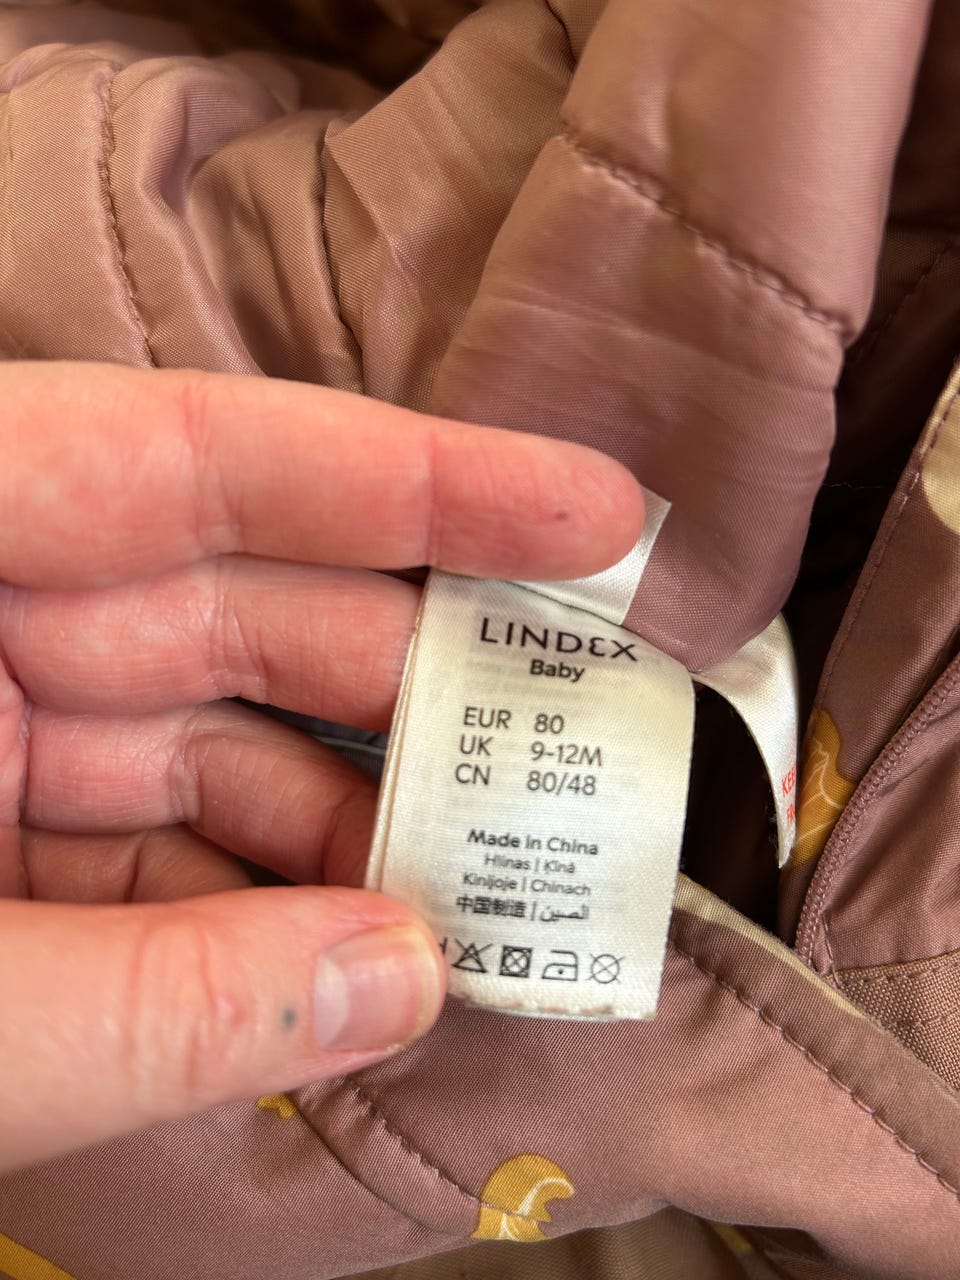 LINDEX
Baby
EUR 80
UK 9-12M
CN 80/48
Made in China
Hiinas | Ķīnā
Kinijoje | Chinach
中国制造 | الصين